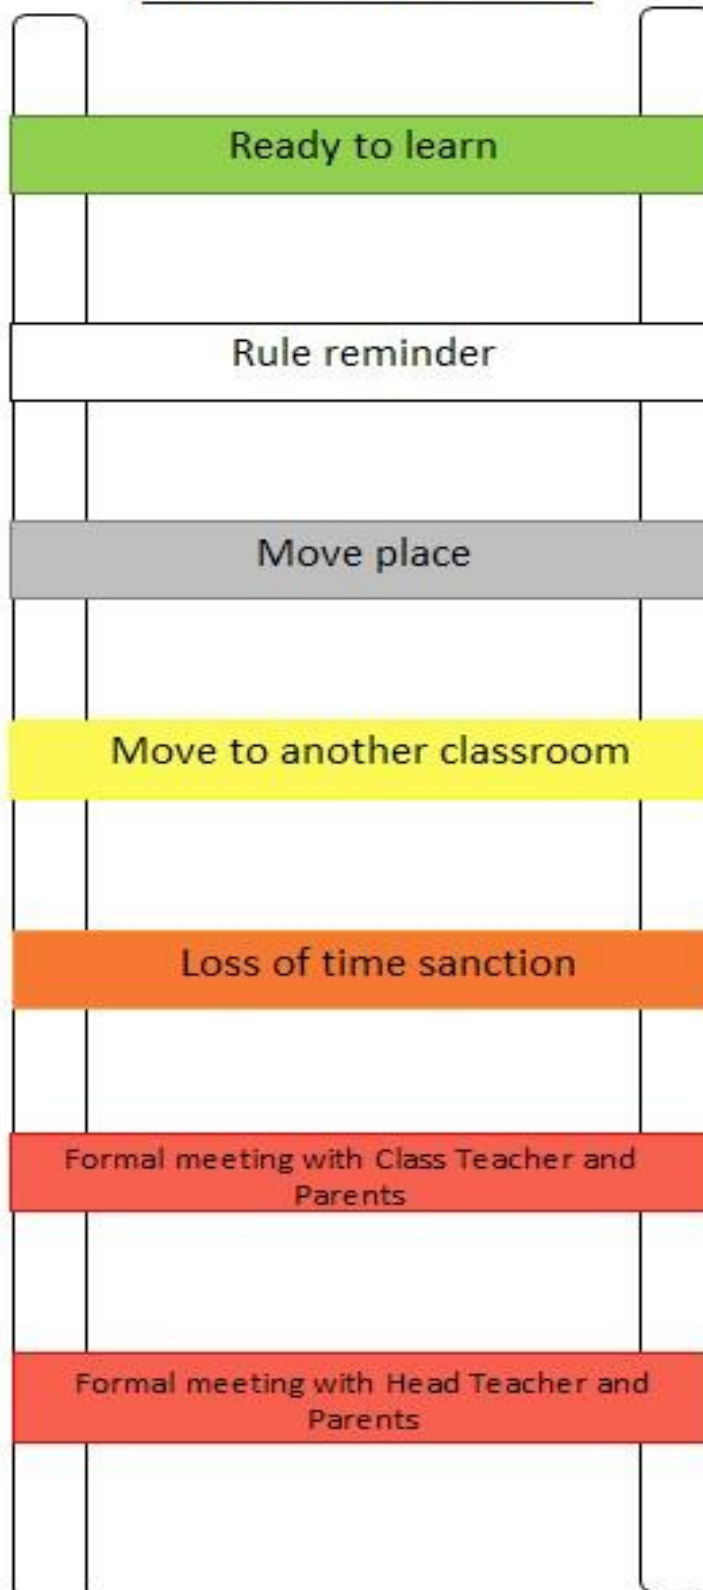 Ready to learn
Rule reminder
Move place
Move to another classroom
Loss of time sanction
Formal meeting with Class Teacher and
Parents
Formal meeting with Head Teacher and
Parents